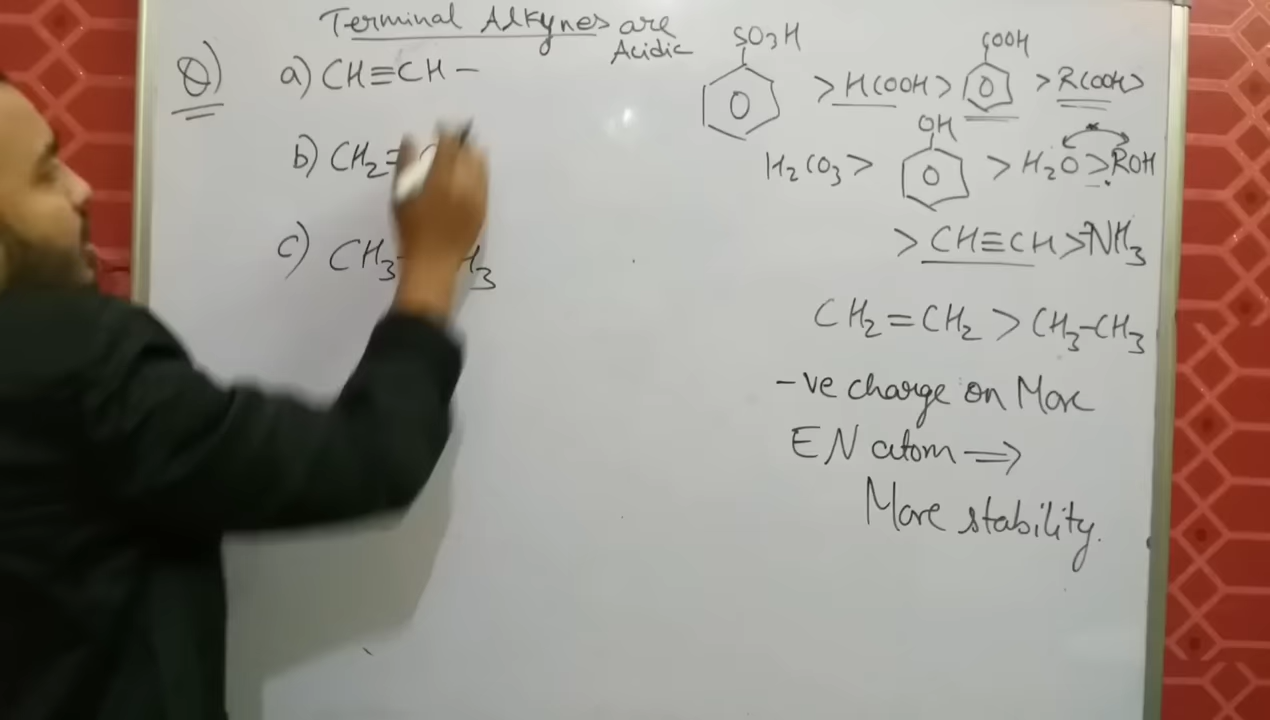 Terminal Alkynes are
Acidic
Q)
a) CH≡CH –
b) CH2=
c) CH3- H3
SO3H
> HCOOH >
COOH
> RCOOH >
H2CO3 >
OH
> H2O > ROH
> CH≡CH > NH3
CH2=CH2 > CH3-CH3
-ve charge on More
EN atom ⇒
More stability.